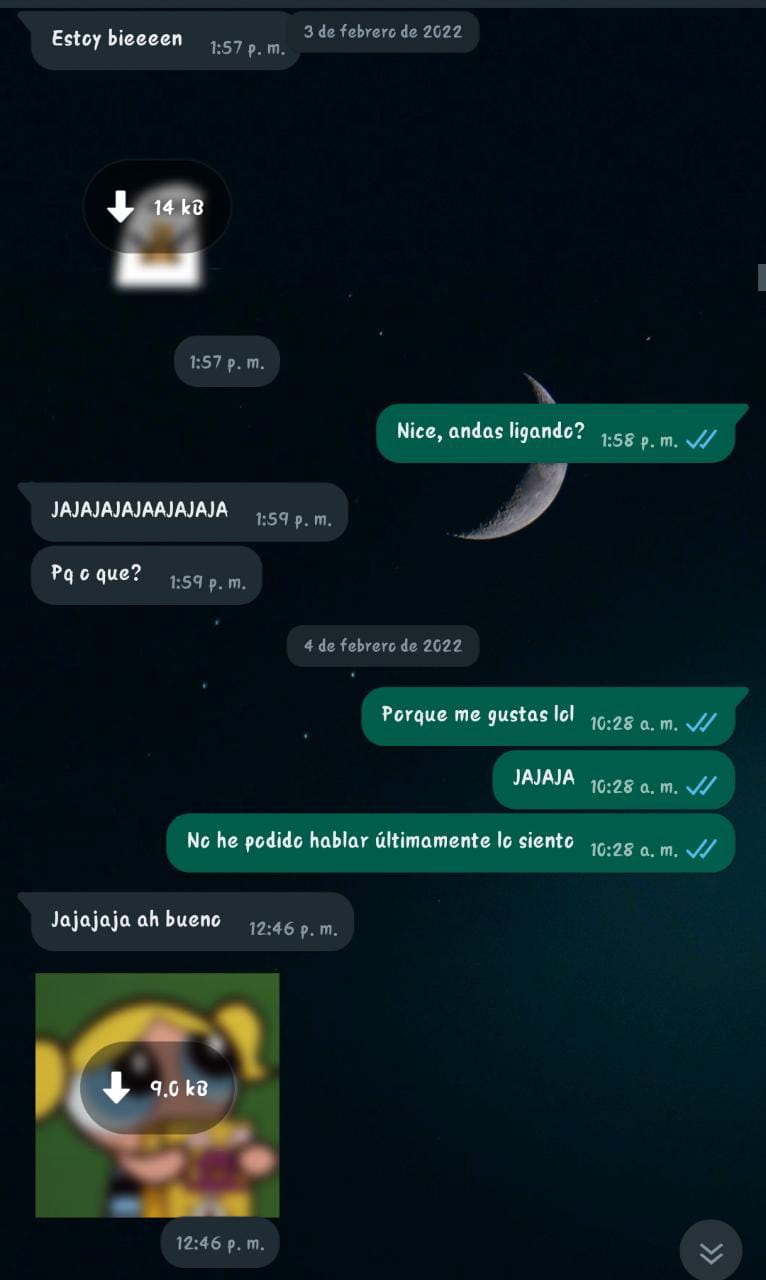 Estoy bieeeen 1:57 p. m.
3 de febrero de 2022
14 kB
1:57 p. m.
Nice, andas ligando? 1:58 p. m.
JAJAJAJAJAAJAJAJA 1:59 p. m.
Pq o que? 1:59 p. m.
4 de febrero de 2022
Porque me gustas lol 10:28 a. m.
JAJAJA 10:28 a. m.
No he podido hablar últimamente lo siento 10:28 a. m.
Jajajaja ah bueno 12:46 p. m.
9.0 kB
12:46 p. m.